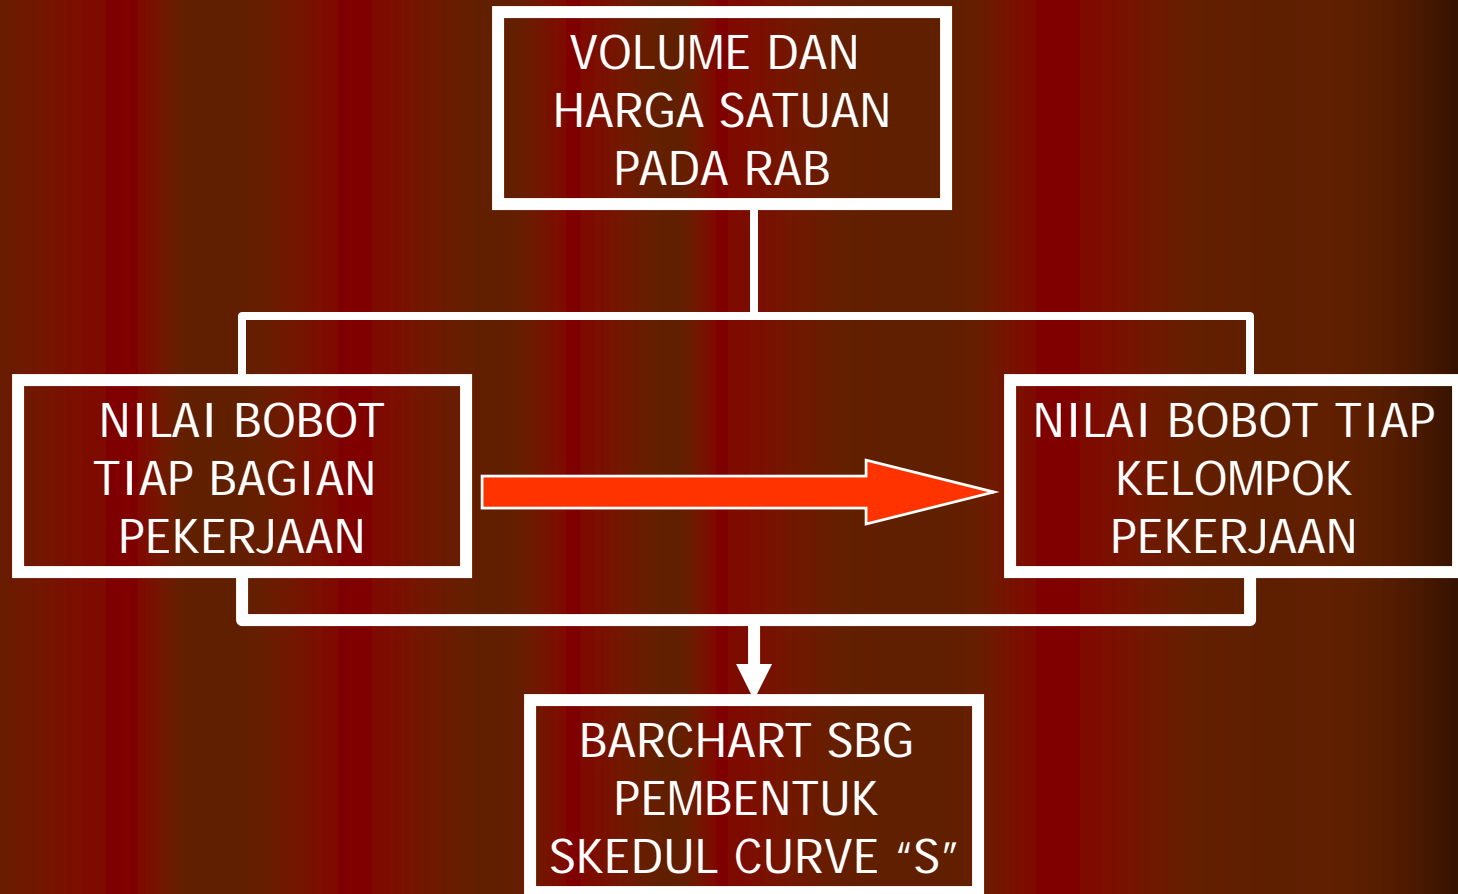 VOLUME DAN
HARGA SATUAN
PADA RAB
NILAI BOBOT
TIAP BAGIAN
PEKERJAAN
NILAI BOBOT TIAP
KELOMPOK
PEKERJAAN
BARCHART SBG
PEMBENTUK
SKEDUL CURVE “S”